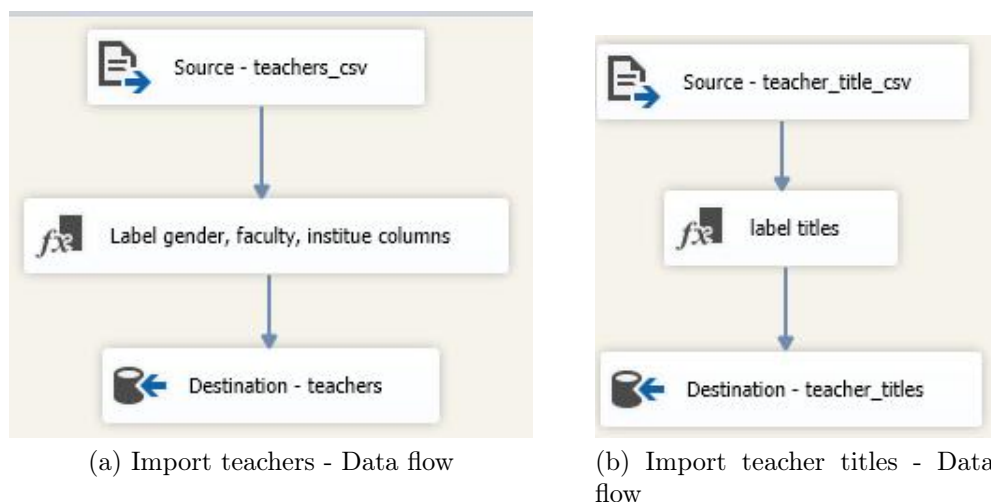 Source - teachers_csv
Label gender, faculty, institue columns
Destination - teachers
(a) Import teachers - Data flow
Source - teacher_title_csv
label titles
Destination - teacher_titles
(b) Import teacher titles - Data
flow